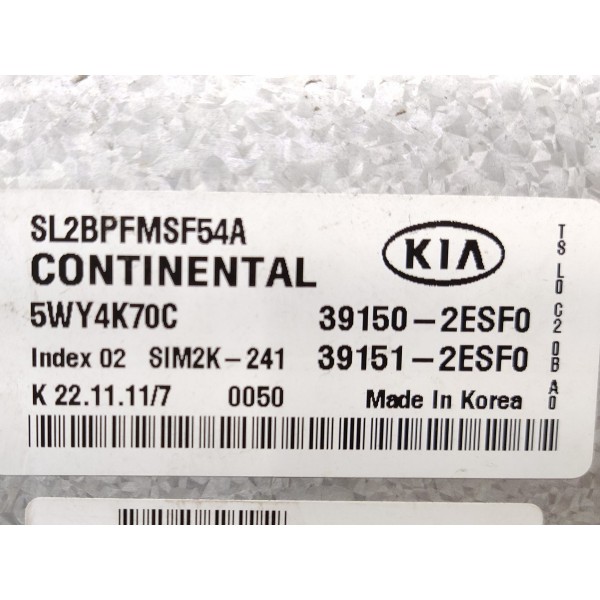 SL2BPFMSF54A
CONTINENTAL
KIA
5WY4K70C 39150-2ESF0
Index 02 SIM2K-241 39151-2ESF0
K 22.11.11/7 0050 Made In Korea
TS LD C2 0B A0